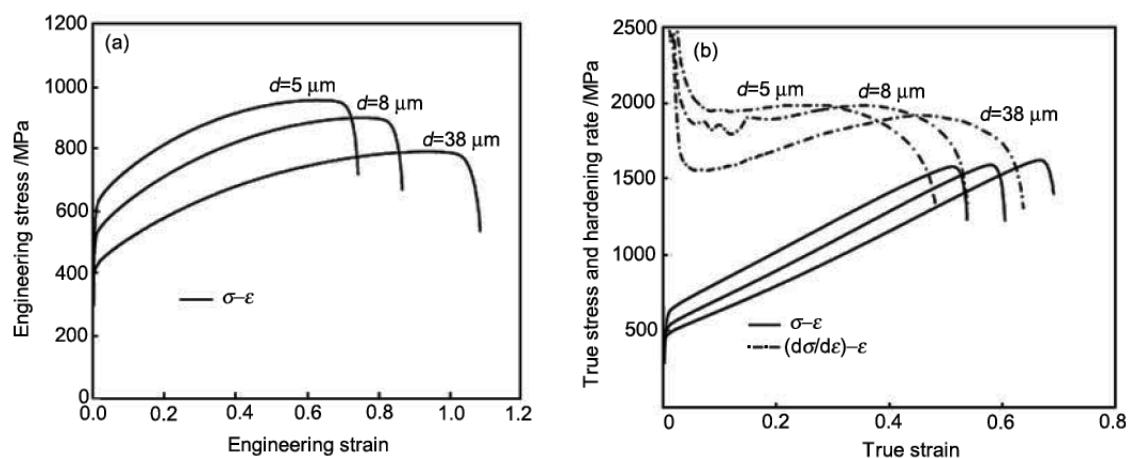 (a)
1200
1000
800
600
400
200
0
0.0
0.2
0.4
0.6
0.8
1.0
1.2
Engineering stress /MPa
Engineering strain
d=5 μm
d=8 μm
d=38 μm
σ–ε
(b)
2500
2000
1500
1000
500
0
0.2
0.4
0.6
0.8
True stress and hardening rate /MPa
True strain
d=5 μm
d=8 μm
d=38 μm
σ–ε
(dσ/dε)–ε